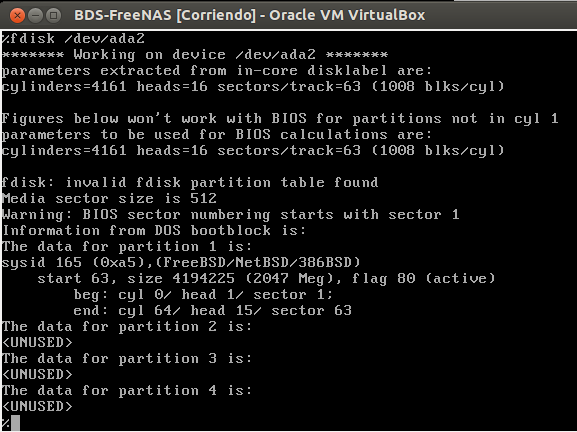 BDS-FreeNAS [Corriendo] - Oracle VM VirtualBox
%fdisk /dev/ada2
******* Working on device /dev/ada2 *******
parameters extracted from in-core disklabel are:
cylinders=4161 heads=16 sectors/track=63 (1008 blks/cyl)
Figures below won't work with BIOS for partitions not in cyl 1
parameters to be used for BIOS calculations are:
cylinders=4161 heads=16 sectors/track=63 (1008 blks/cyl)
fdisk: invalid fdisk partition table found
Media sector size is 512
Warning: BIOS sector numbering starts with sector 1
Information from DOS bootblock is:
The data for partition 1 is:
sysid 165 (0xa5),(FreeBSD/NetBSD/386BSD)
start 63, size 4194225 (2047 Meg), flag 80 (active)
beg: cyl 0/ head 1/ sector 1;
end: cyl 64/ head 15/ sector 63
The data for partition 2 is:
<UNUSED>
The data for partition 3 is:
<UNUSED>
The data for partition 4 is:
<UNUSED>
%